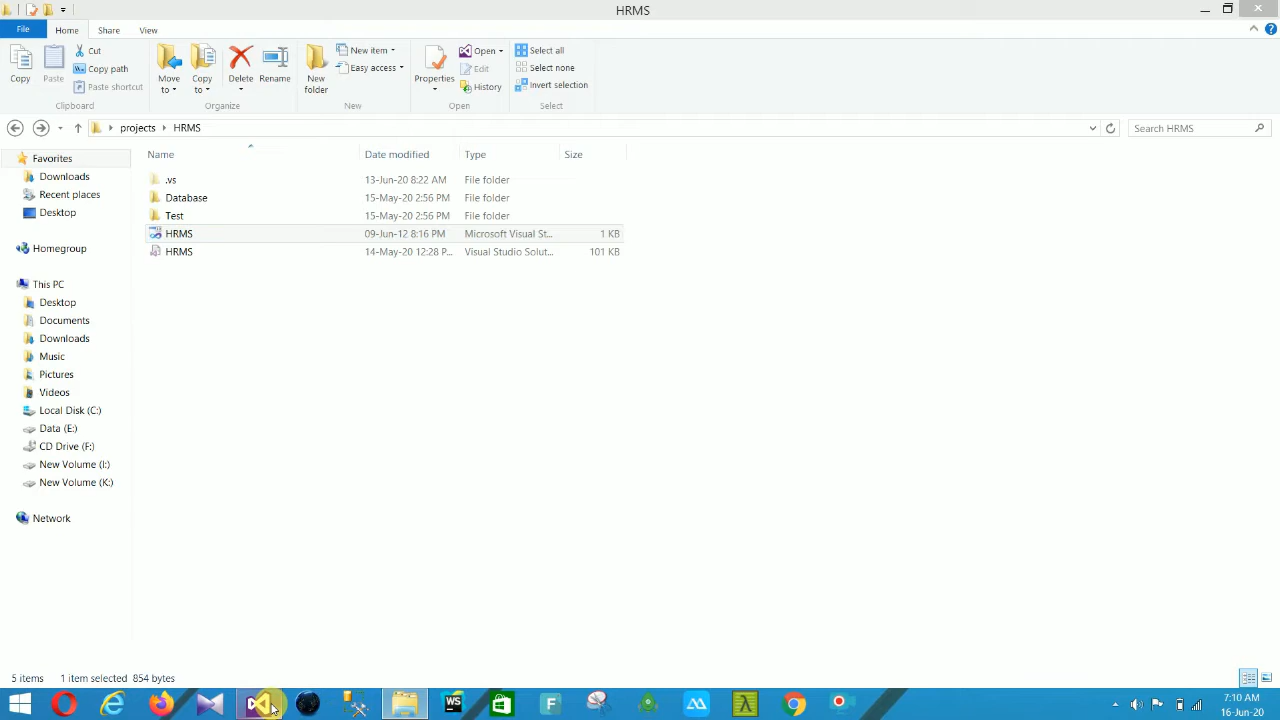 HRMS
File Home Share View
Copy
Paste
Cut
Copy path
Paste shortcut
Clipboard
Move to
Copy to
Delete
Rename
Organize
New folder
New item
Easy access
New
Properties
Open
Edit
History
Open
Select all
Select none
Invert selection
Select
projects HRMS
Search HRMS
Favorites
Downloads
Recent places
Desktop
Homegroup
This PC
Desktop
Documents
Downloads
Music
Pictures
Videos
Local Disk (C:)
Data (E:)
CD Drive (F:)
New Volume (I:)
New Volume (K:)
Network
Name Date modified Type Size
.vs 13-Jun-20 8:22 AM File folder
Database 15-May-20 2:56 PM File folder
Test 15-May-20 2:56 PM File folder
HRMS 09-Jun-12 8:16 PM Microsoft Visual St... 1 KB
HRMS 14-May-20 12:28 P... Visual Studio Solut... 101 KB
5 items 1 item selected 854 bytes
WS
F
7:10 AM
16-Jun-20